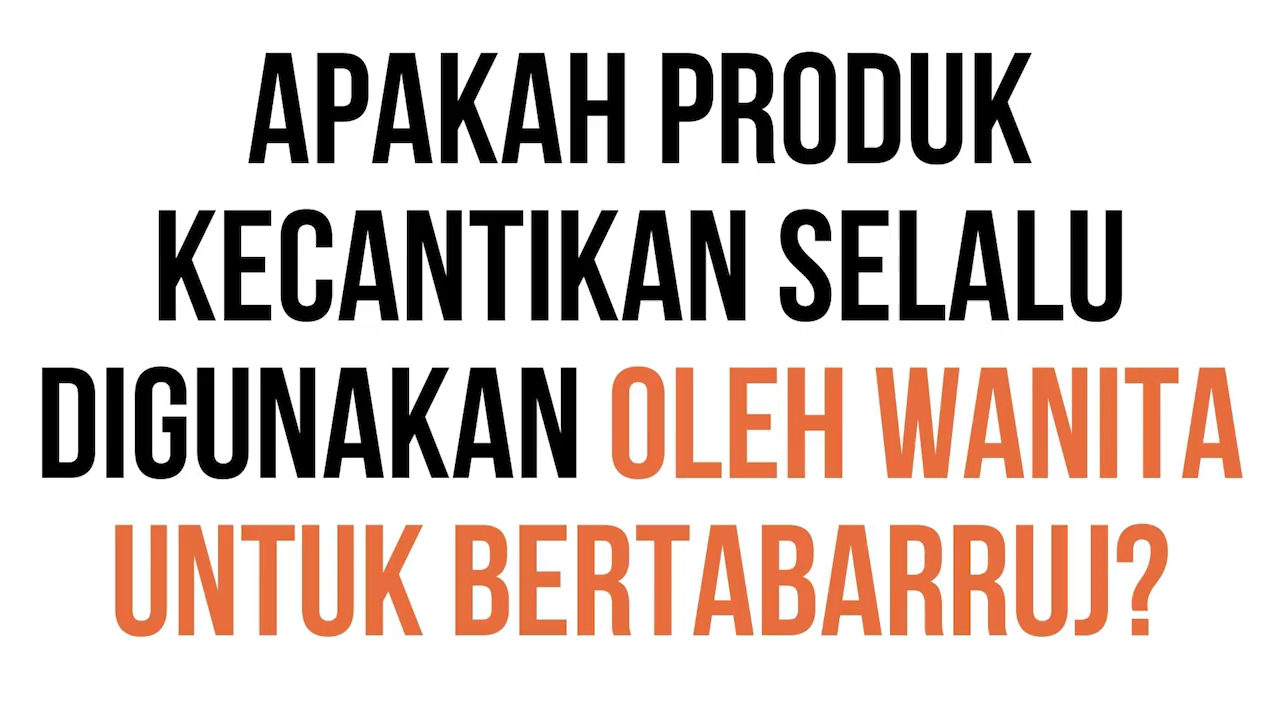 APAKAH PRODUK
KECANTIKAN SELALU
DIGUNAKAN OLEH WANITA
UNTUK BERTABARRUJ?